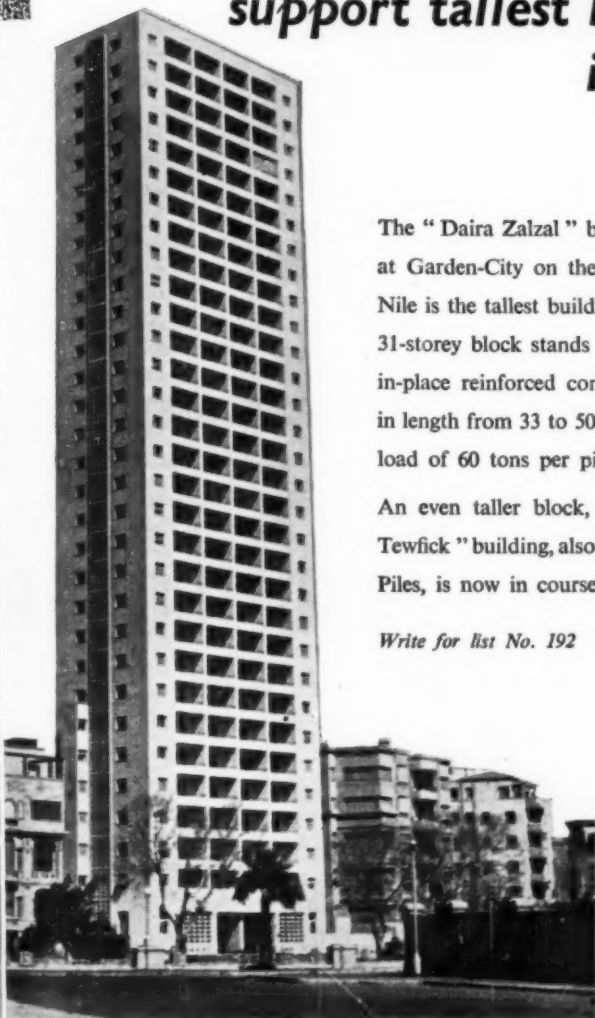 support tallest
The “ Daira Zalzal ”
at Garden-City on the
Nile is the tallest build
31-storey block stands
in-place reinforced con
in length from 33 to 50
load of 60 tons per pi
An even taller block,
Tewfick ” building, also
Piles, is now in course
Write for list No. 192